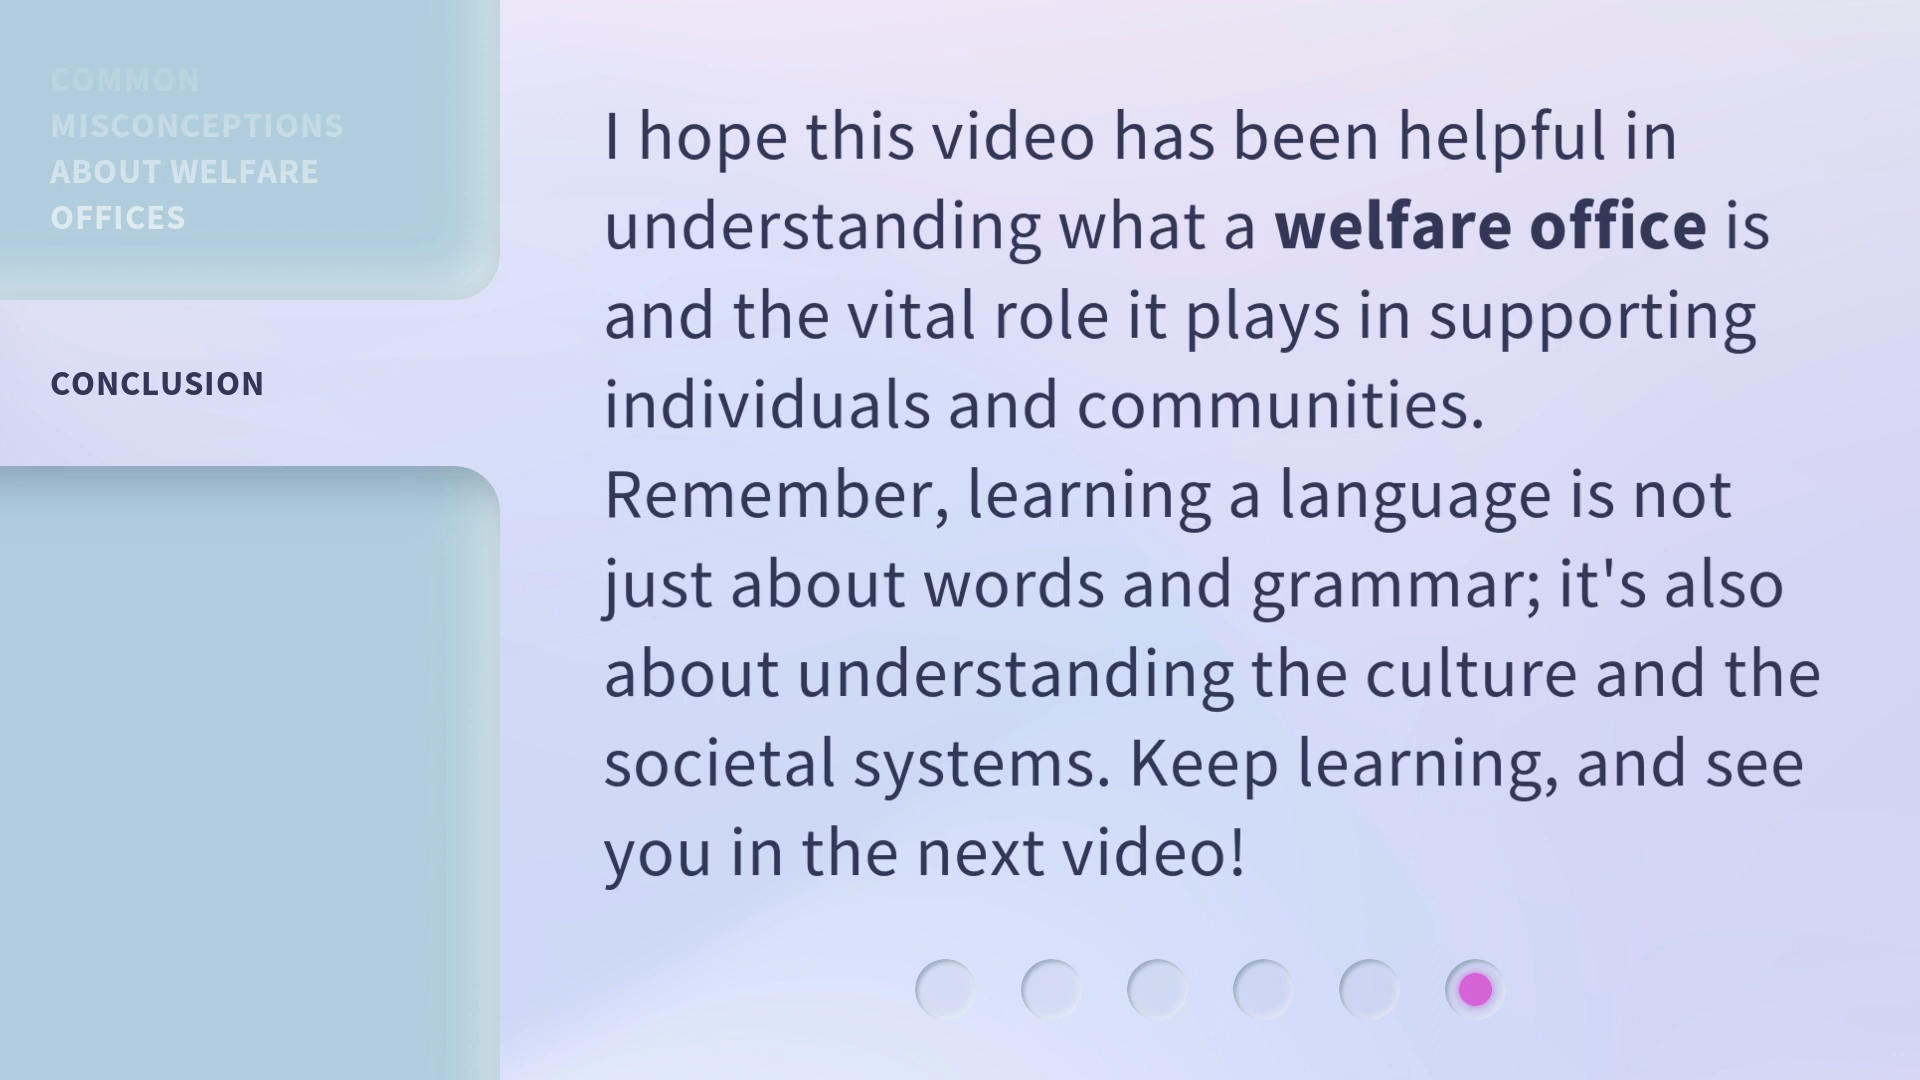 COMMON
MISCONCEPTIONS
ABOUT WELFARE
OFFICES
CONCLUSION
I hope this video has been helpful in
understanding what a welfare office is
and the vital role it plays in supporting
individuals and communities.
Remember, learning a language is not
just about words and grammar; it's also
about understanding the culture and the
societal systems. Keep learning, and see
you in the next video!